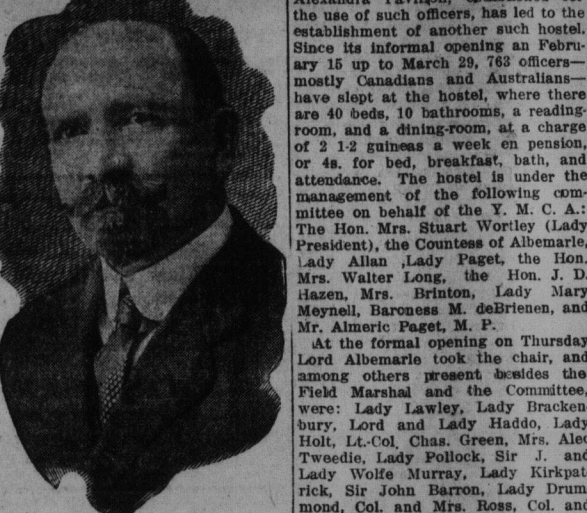 the use of such officers, has led to the
establishment of another such hostel.
Since its informal opening an Febru-
ary 15 up to March 29, 763 officers—
mostly Canadians and Australians—
have slept at the hostel, where there
are 40 beds, 10 bathrooms, a reading-
room, and a dining-room, at a charge
of 2 1-2 guineas a week en pension,
or 4s. for bed, breakfast, bath, and
attendance. The hostel is under the
management of the following com-
mittee on behalf of the Y. M. C. A.:
The Hon. Mrs. Stuart Wortley (Lady
President), the Countess of Albemarle,
Lady Allan ,Lady Paget, the Hon.
Mrs. Walter Long, the Hon. J. D.
Hazen, Mrs. Brinton, Lady Mary
Meynell, Baroness M. deBrienen, and
Mr. Almeric Paget, M. P.
At the formal opening on Thursday
Lord Albemarle took the chair, and
among others present besides the
Field Marshal and the Committee,
were: Lady Lawley, Lady Bracken
bury, Lord and Lady Haddo, Lady
Holt, Lt.-Col. Chas. Green, Mrs. Alec
Tweedie, Lady Pollock, Sir J. and
Lady Wolfe Murray, Lady Kirkpat
rick, Sir John Barron, Lady Drum
mond, Col. and Mrs. Ross, Col. and